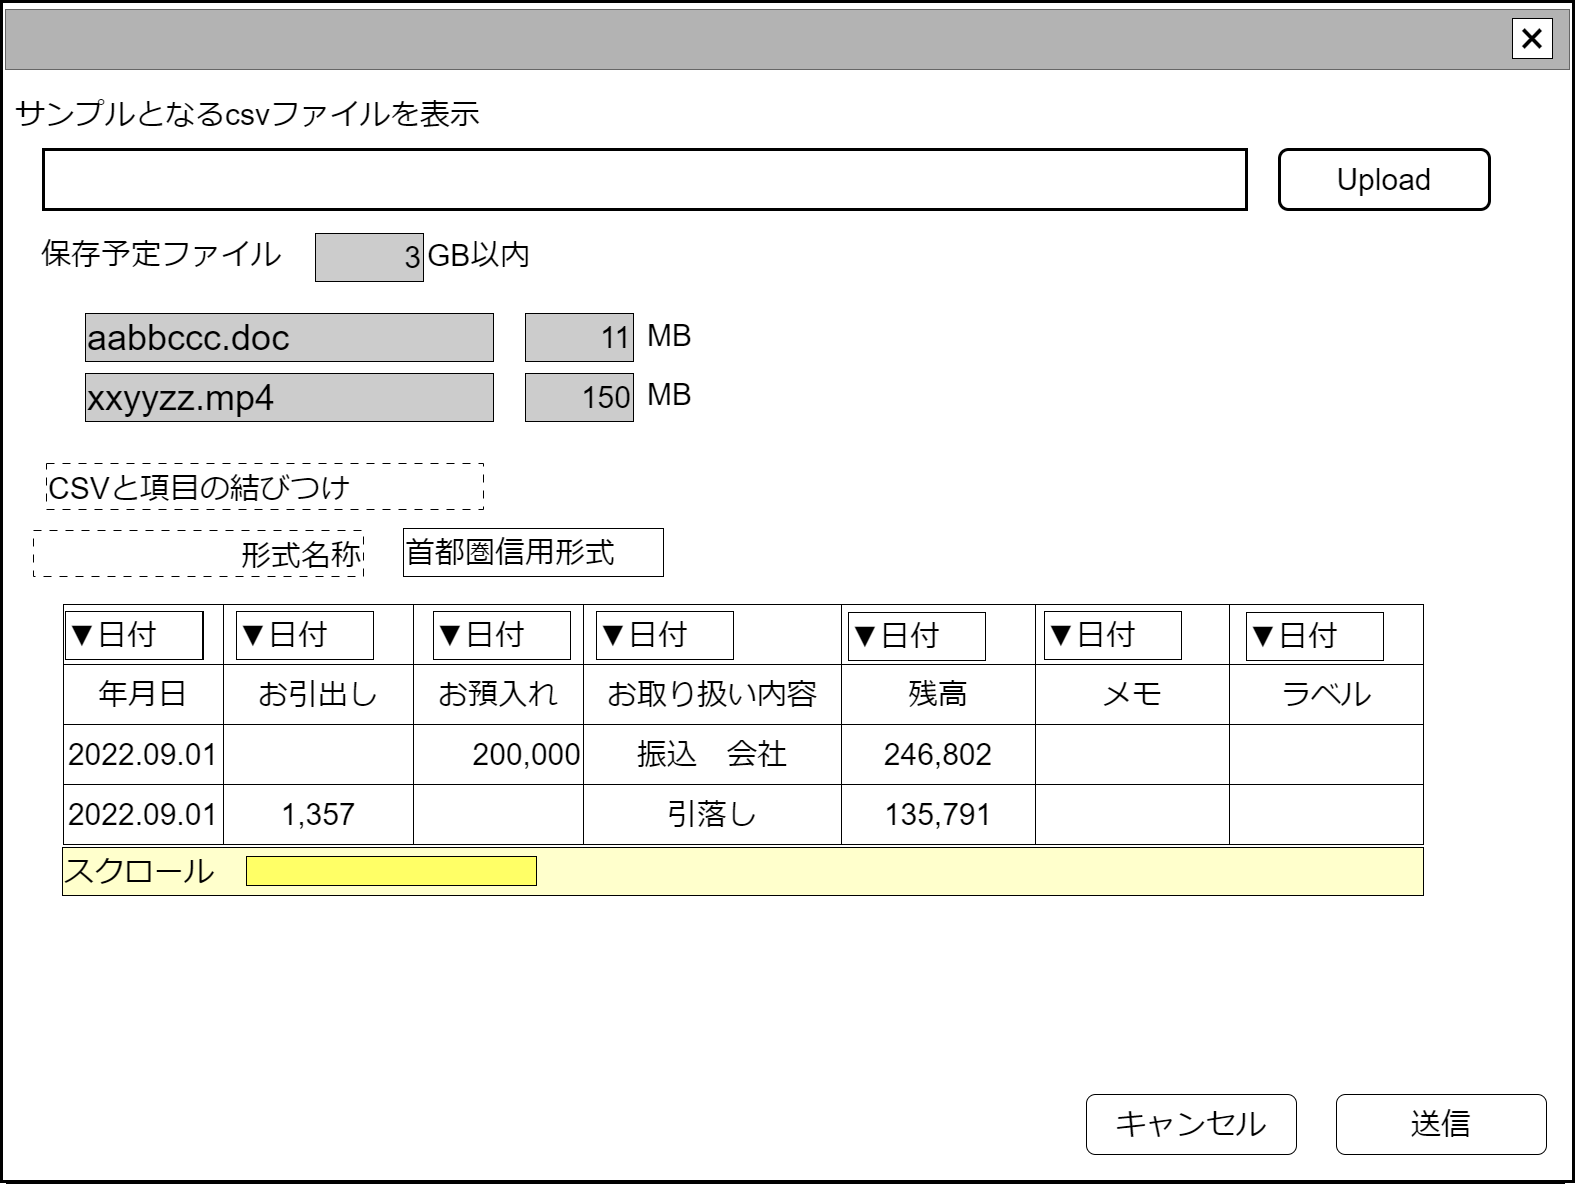 サンプルとなるcsvファイルを表示
Upload
保存予定ファイル 3 GB以内
aabbccc.doc 11 MB
xxyyzz.mp4 150 MB
CSVと項目の結びつけ
形式名称 首都圏信用形式
▼日付 ▼日付 ▼日付 ▼日付 ▼日付 ▼日付 ▼日付
年月日 お引出し お預入れ お取り扱い内容 残高 メモ ラベル
2022.09.01 200,000 振込　会社 246,802
2022.09.01 1,357 引落し 135,791
スクロール
キャンセル 送信